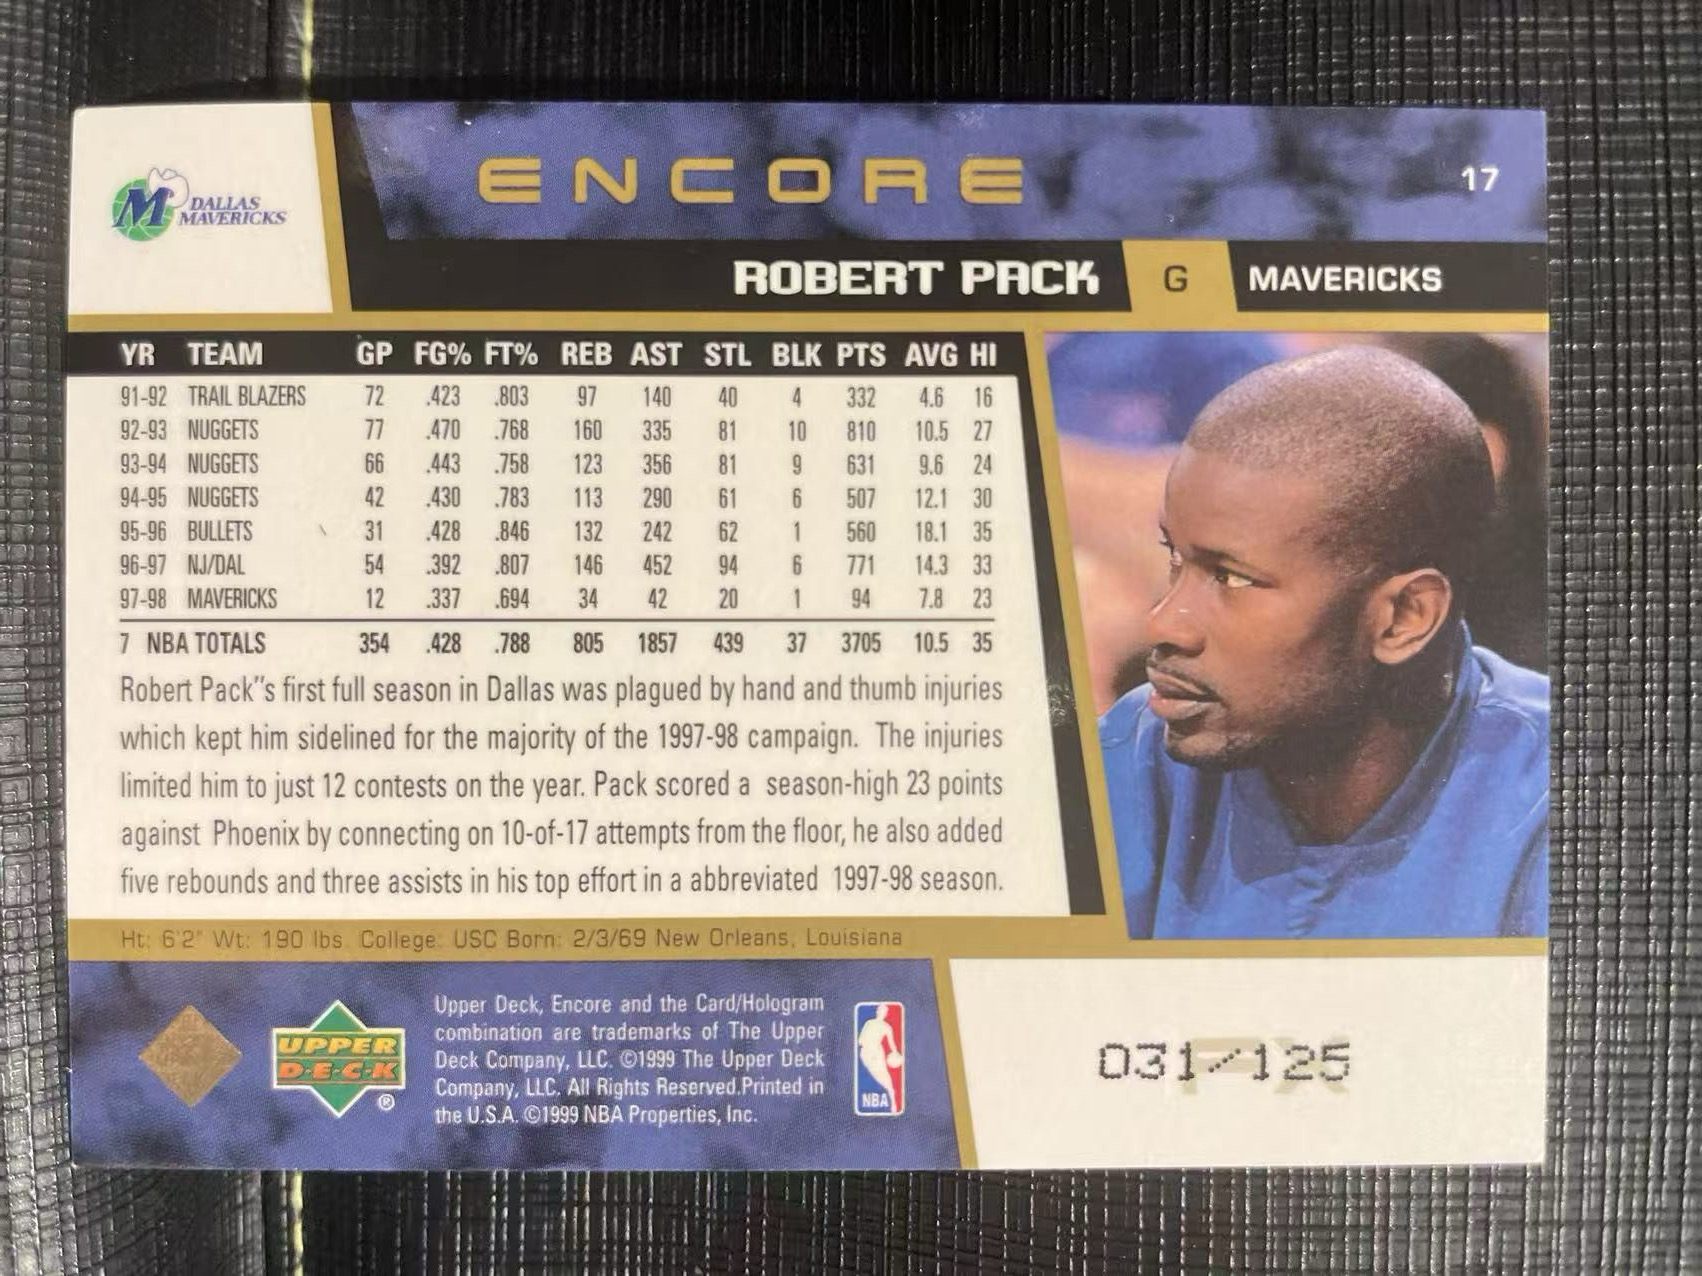 DALLAS
MAVERICKS
ENCORE
17
ROBERT PACK G MAVERICKS
YR TEAM GP FG% FT% REB AST STL BLK PTS AVG HI
91-92 TRAIL BLAZERS 72 .423 .803 97 140 40 4 332 4.6 16
92-93 NUGGETS 77 .470 .768 160 335 81 10 810 10.5 27
93-94 NUGGETS 66 .443 .758 123 356 81 9 631 9.6 24
94-95 NUGGETS 42 .430 .783 113 290 61 6 507 12.1 30
95-96 BULLETS 31 .428 .846 132 242 62 1 560 18.1 35
96-97 NJ/DAL 54 .392 .807 146 452 94 6 771 14.3 33
97-98 MAVERICKS 12 .337 .694 34 42 20 1 94 7.8 23
7 NBA TOTALS 354 .428 .788 805 1857 439 37 3705 10.5 35
Robert Pack"s first full season in Dallas was plagued by hand and thumb injuries
which kept him sidelined for the majority of the 1997-98 campaign. The injuries
limited him to just 12 contests on the year. Pack scored a season-high 23 points
against Phoenix by connecting on 10-of-17 attempts from the floor, he also added
five rebounds and three assists in his top effort in a abbreviated 1997-98 season.
Ht: 6'2" Wt: 190 lbs. College: USC Born: 2/3/69 New Orleans, Louisiana
UPPER
D·E·C·K
®
Upper Deck, Encore and the Card/Hologram
combination are trademarks of The Upper
Deck Company, LLC. ©1999 The Upper Deck
Company, LLC. All Rights Reserved.Printed in
the U.S.A. ©1999 NBA Properties, Inc.
NBA
031/125